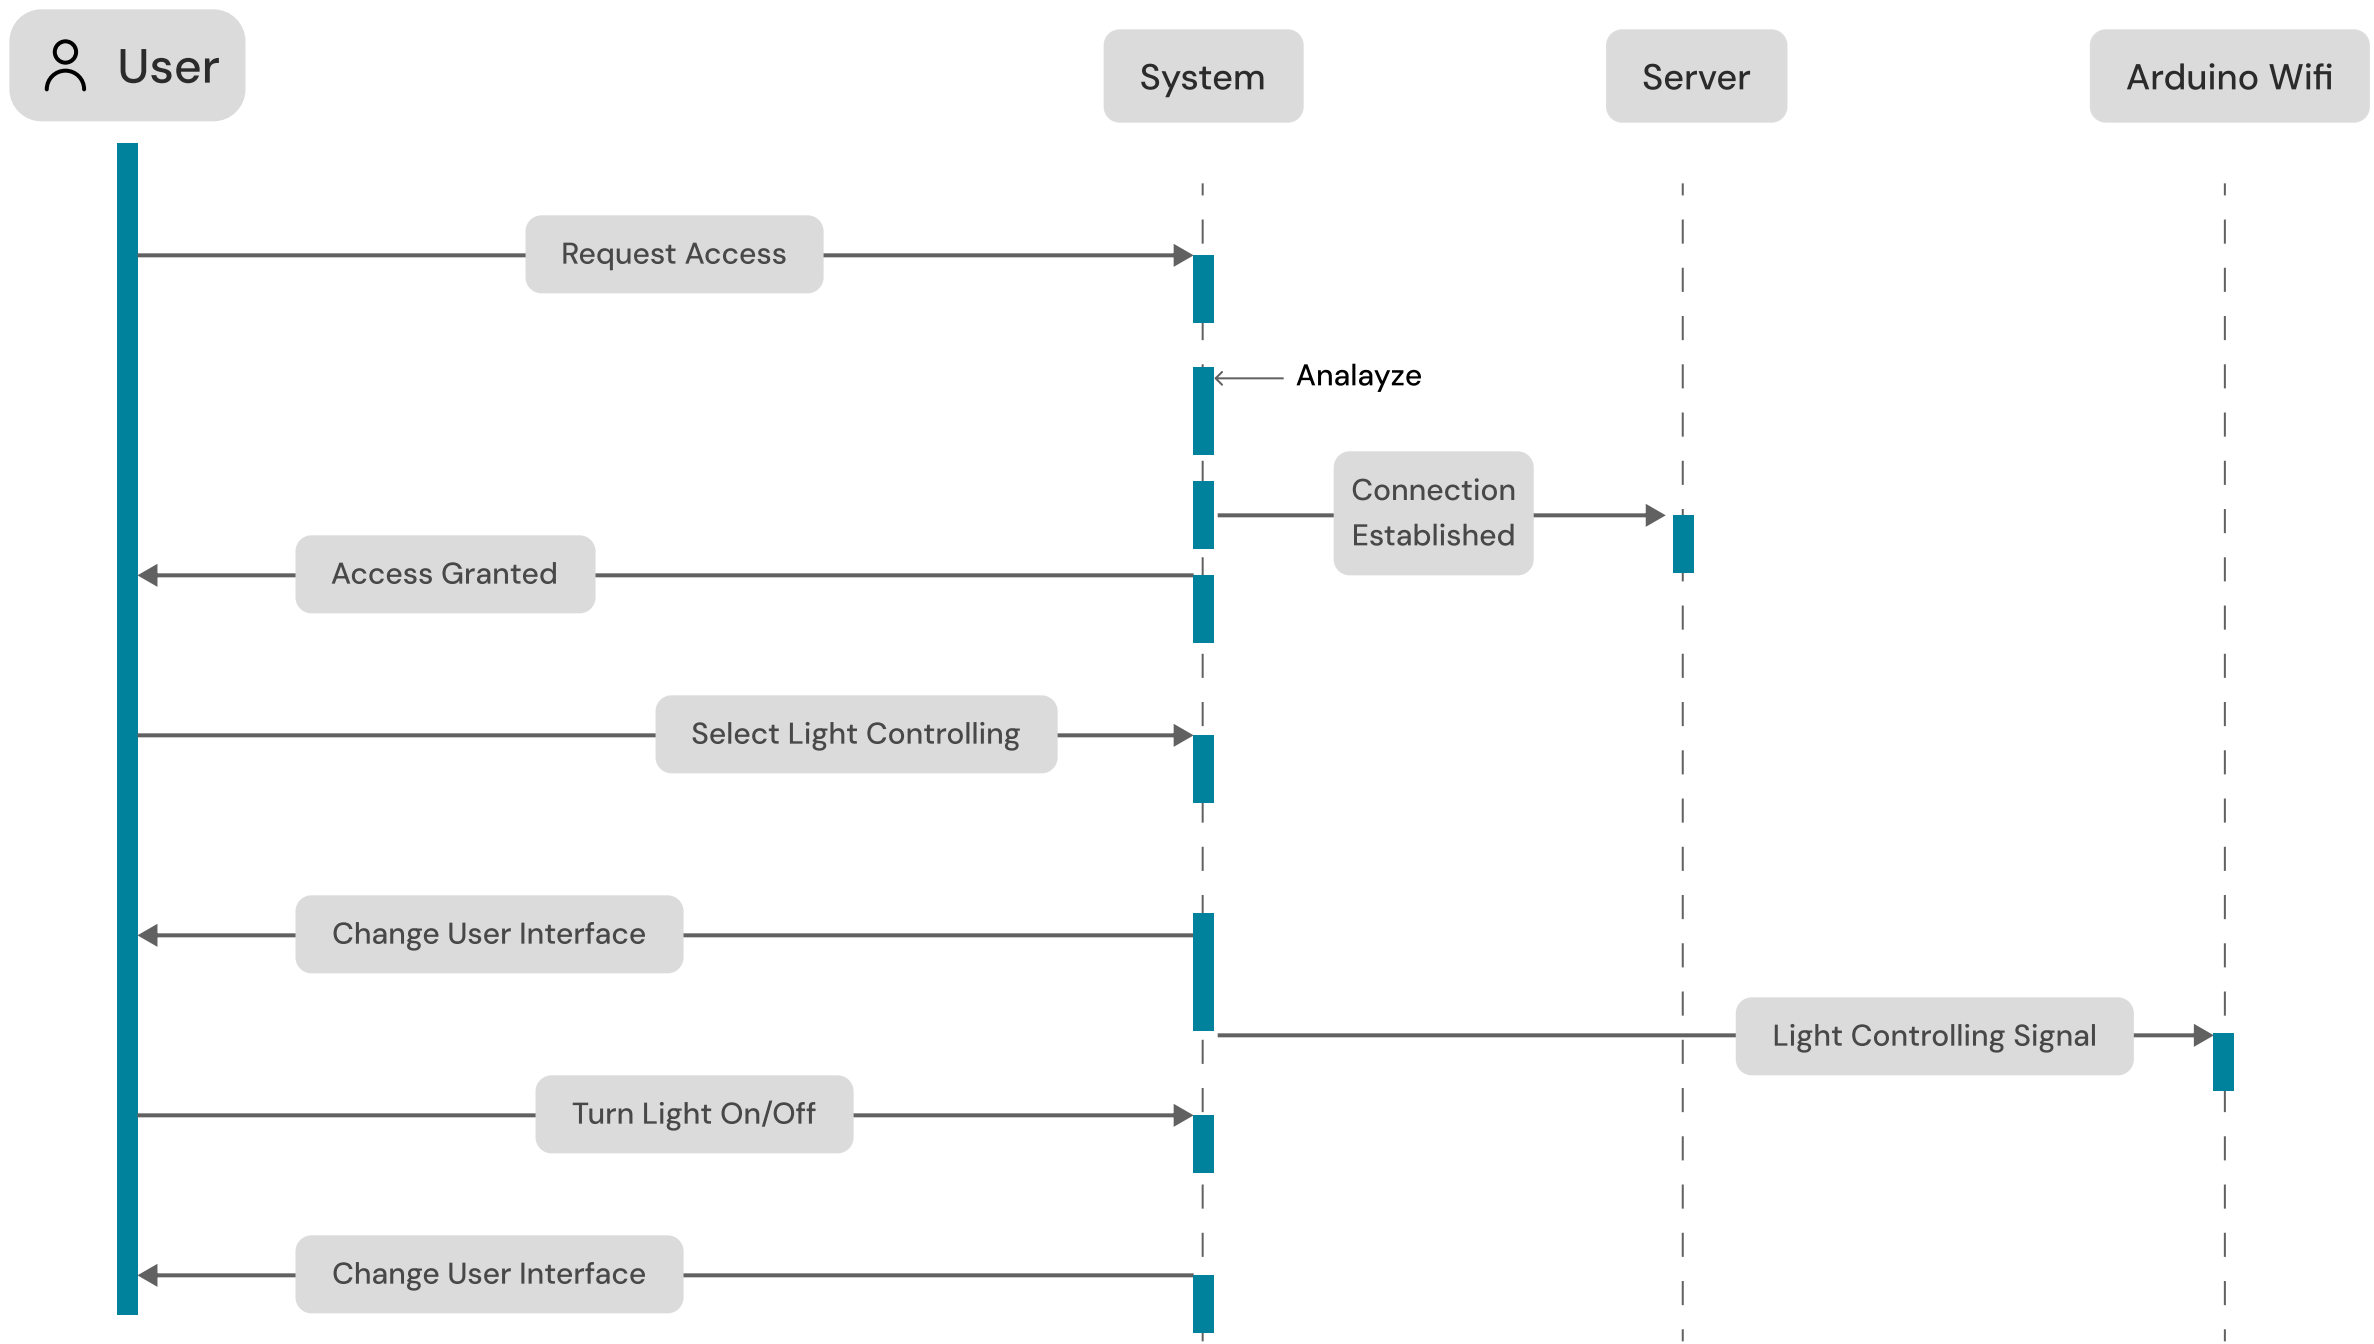 User
System
Server
Arduino Wifi
Request Access
Analayze
Connection
Established
Access Granted
Select Light Controlling
Change User Interface
Light Controlling Signal
Turn Light On/Off
Change User Interface